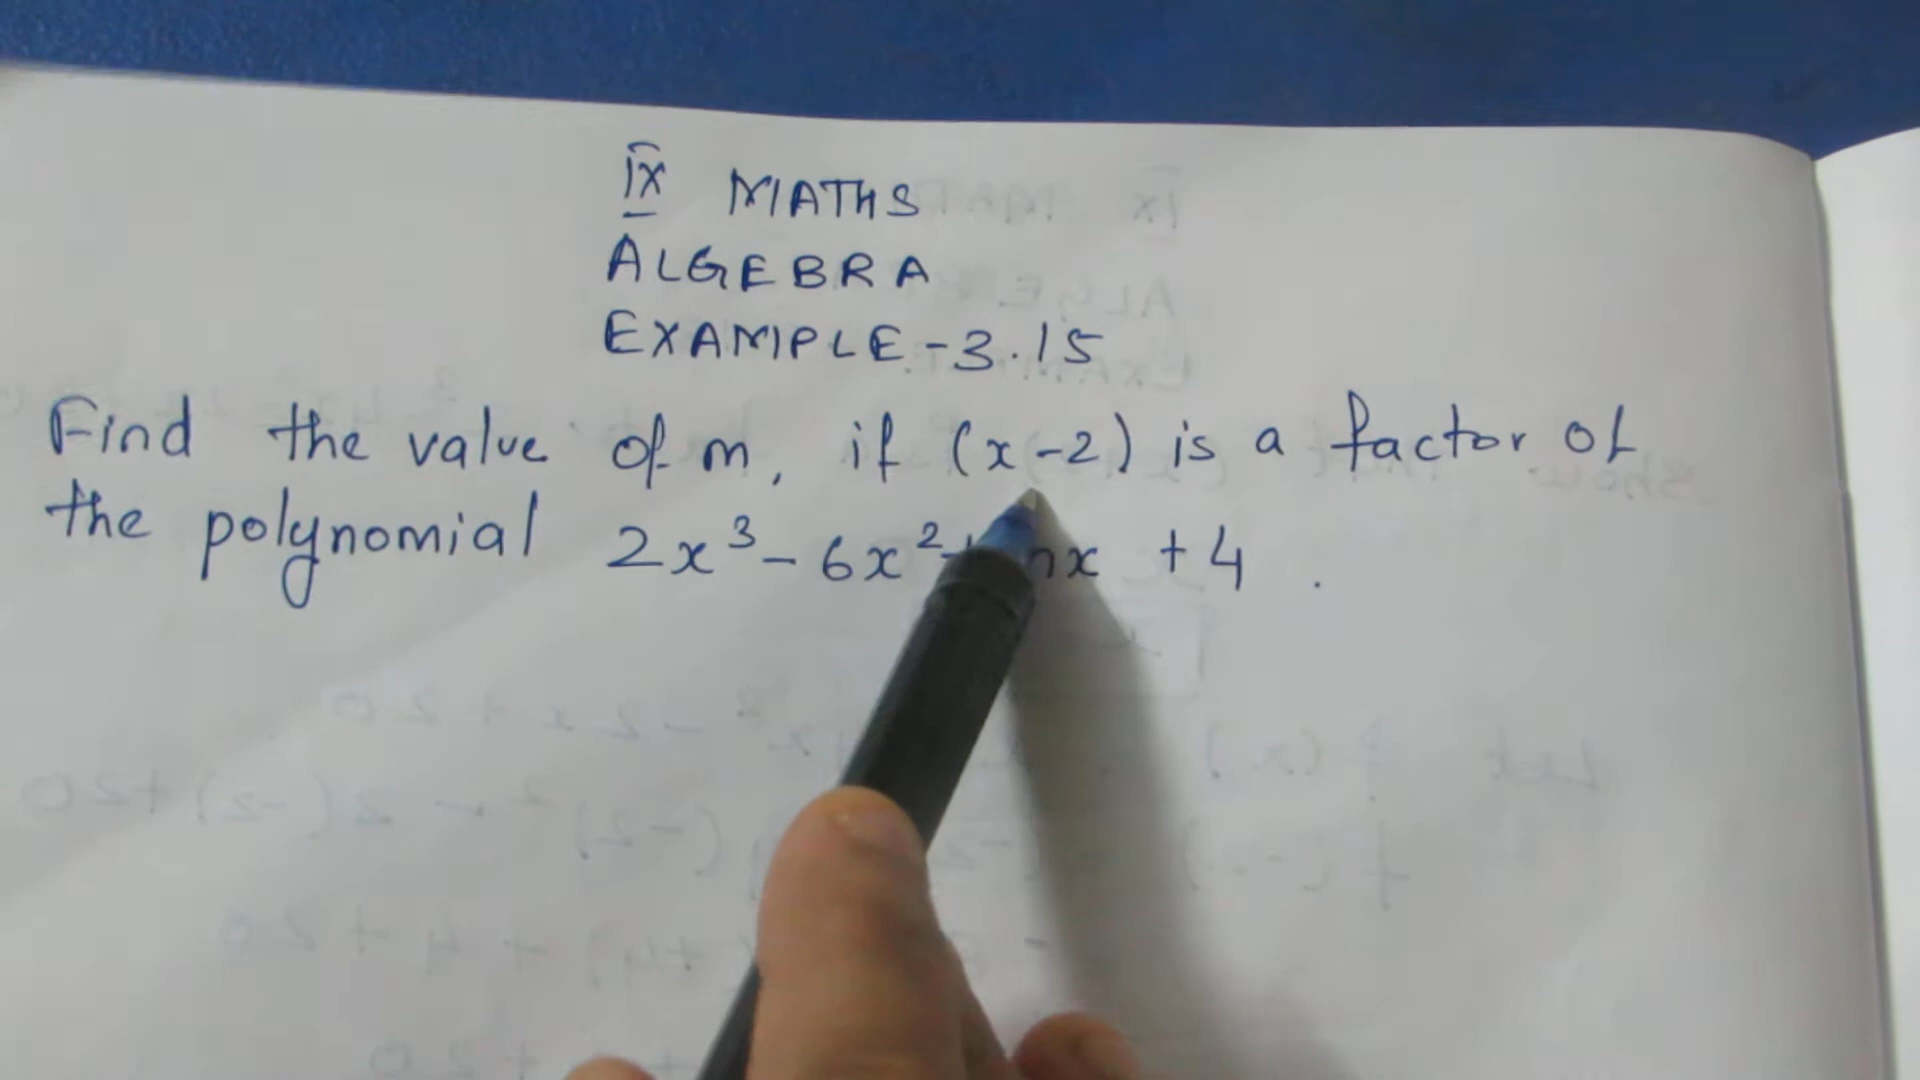 IX MATHS
ALGEBRA
EXAMPLE-3.15
Find the value of m, if (x-2) is a factor of
the polynomial 2x³ - 6x² + mx + 4 .